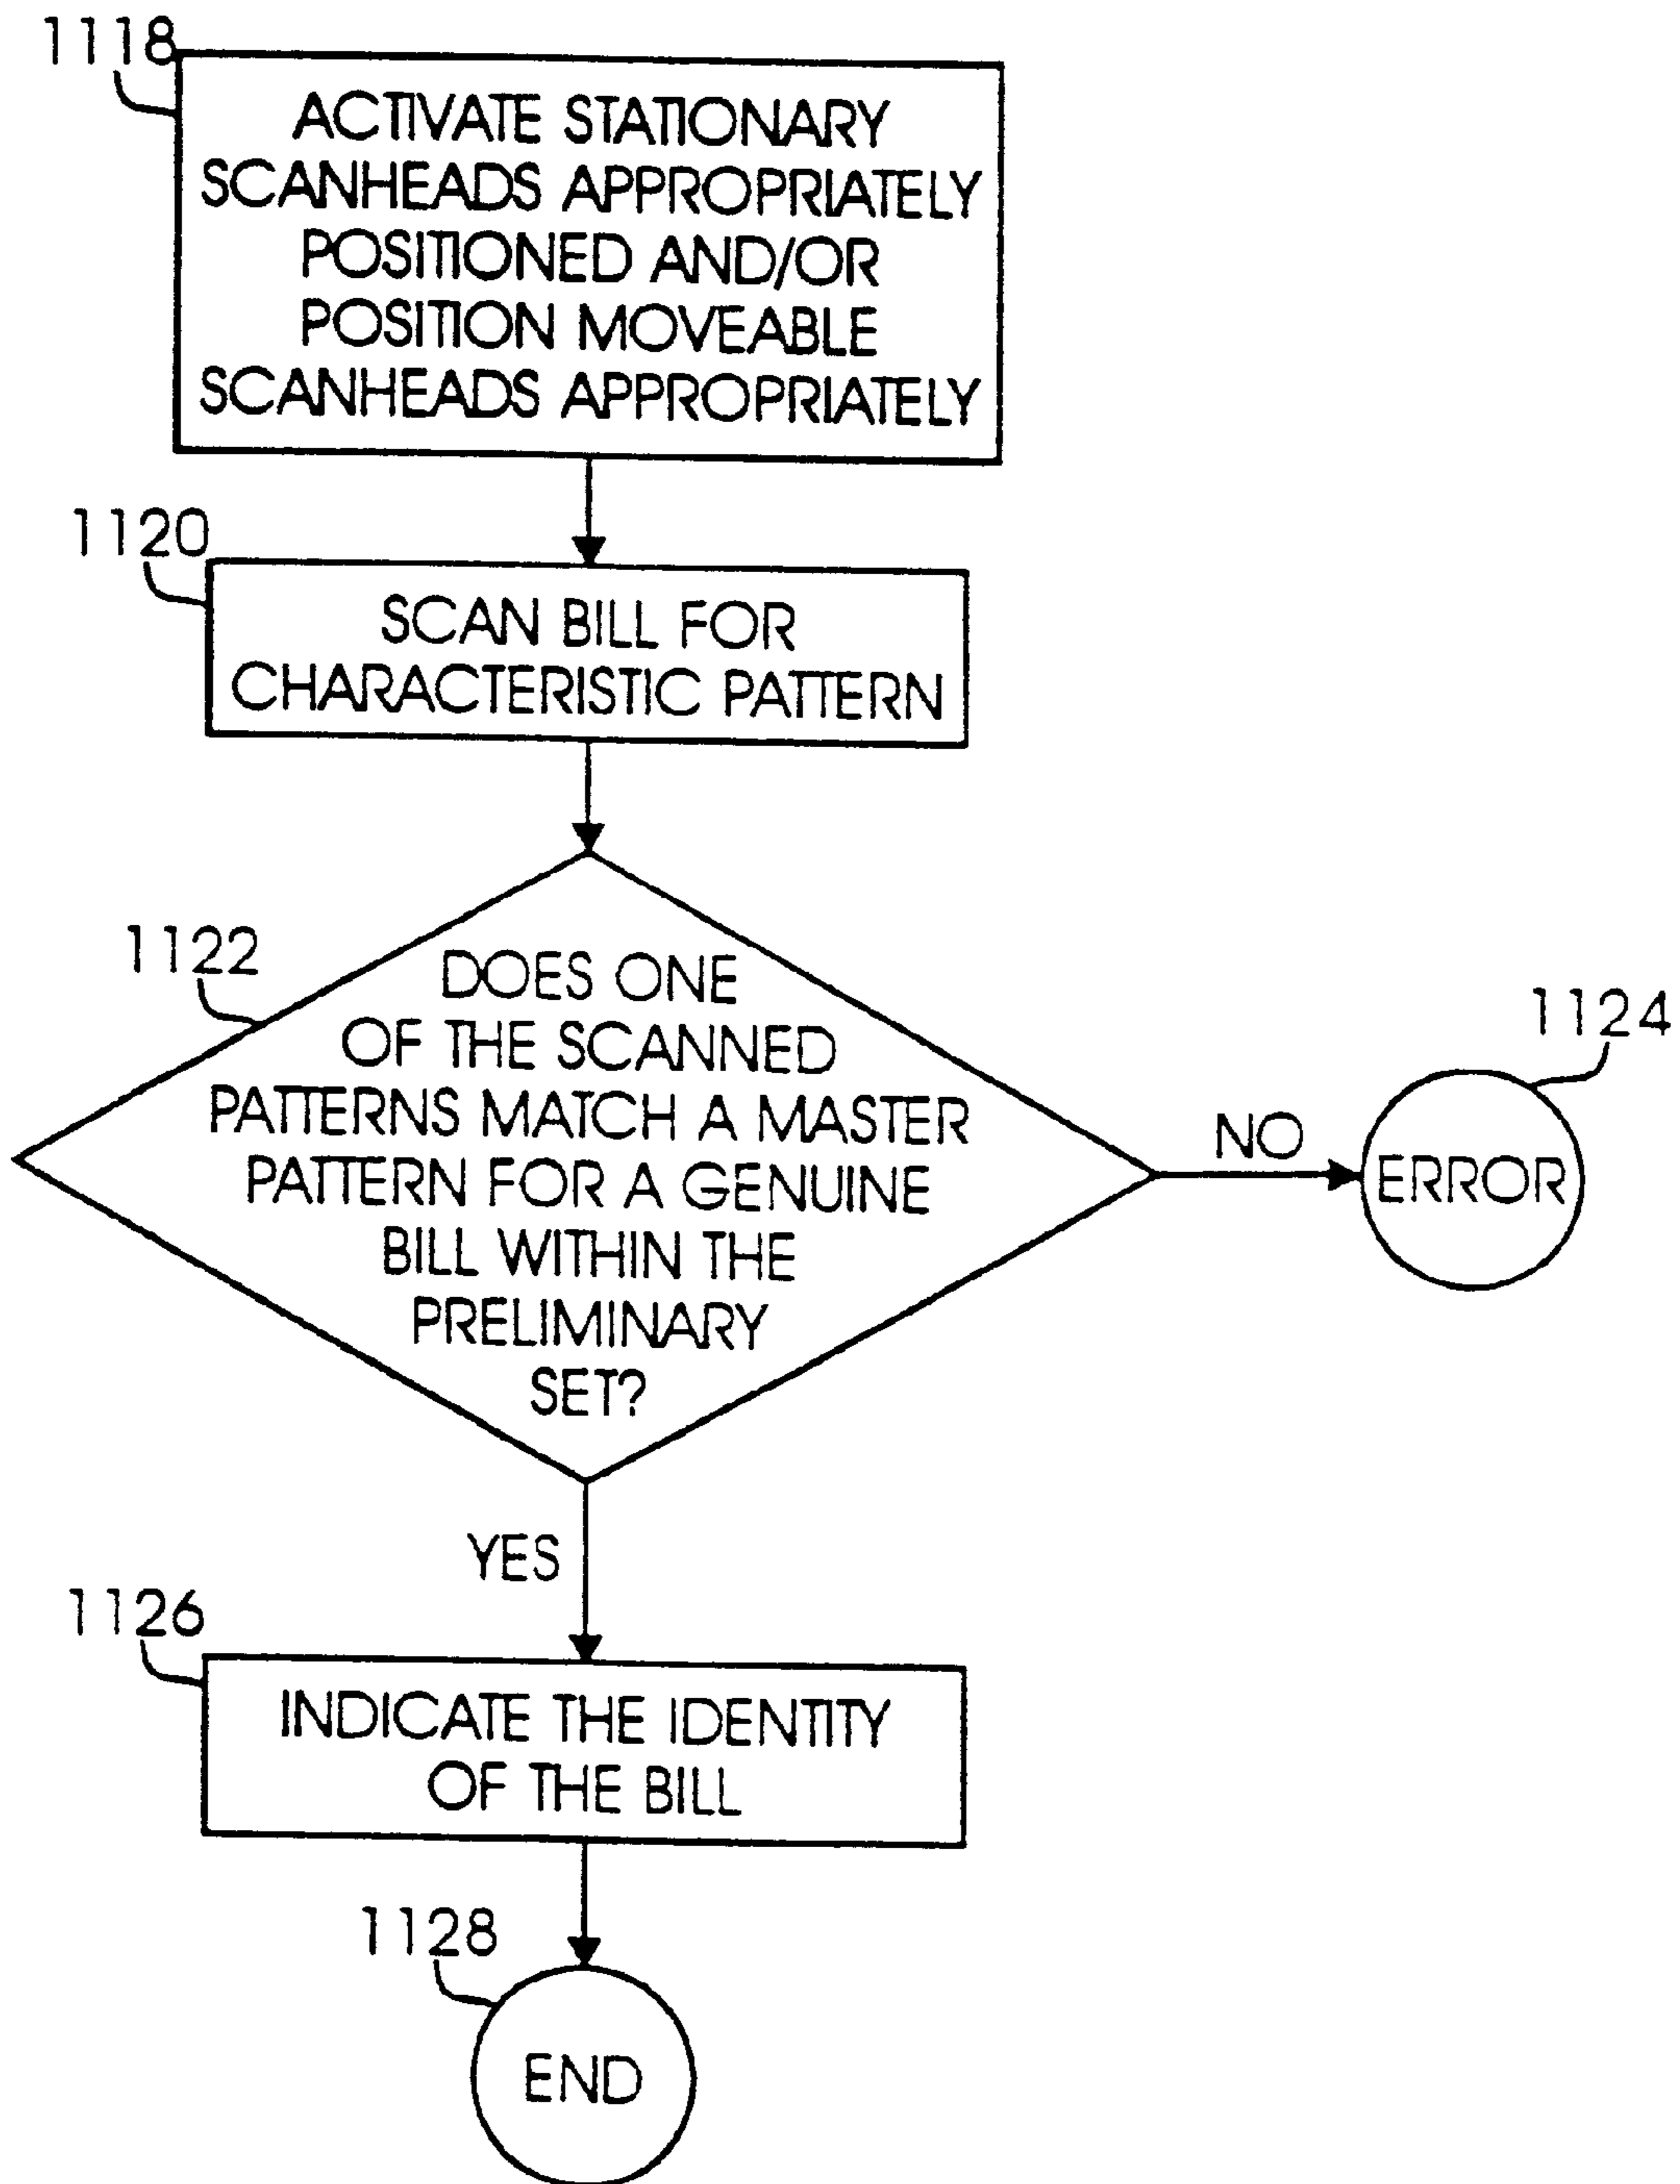 1118
ACTIVATE STATIONARY
SCANHEADS APPROPRIATELY
POSITIONED AND/OR
POSITION MOVEABLE
SCANHEADS APPROPRIATELY
1120
SCAN BILL FOR
CHARACTERISTIC PATTERN
1122
DOES ONE
OF THE SCANNED
PATTERNS MATCH A MASTER
PATTERN FOR A GENUINE
BILL WITHIN THE
PRELIMINARY
SET?
NO
1124
ERROR
YES
1126
INDICATE THE IDENTITY
OF THE BILL
1128
END